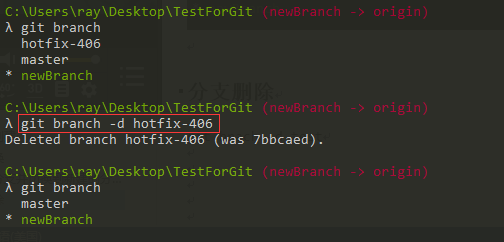 C:\Users\ray\Desktop\TestForGit (newBranch -> origin)
λ git branch
  hotfix-406
  master
* newBranch
分支删除
C:\Users\ray\Desktop\TestForGit (newBranch -> origin)
λ git branch -d hotfix-406
Deleted branch hotfix-406 (was 7bbcaed).
C:\Users\ray\Desktop\TestForGit (newBranch -> origin)
λ git branch
  master
* newBranch